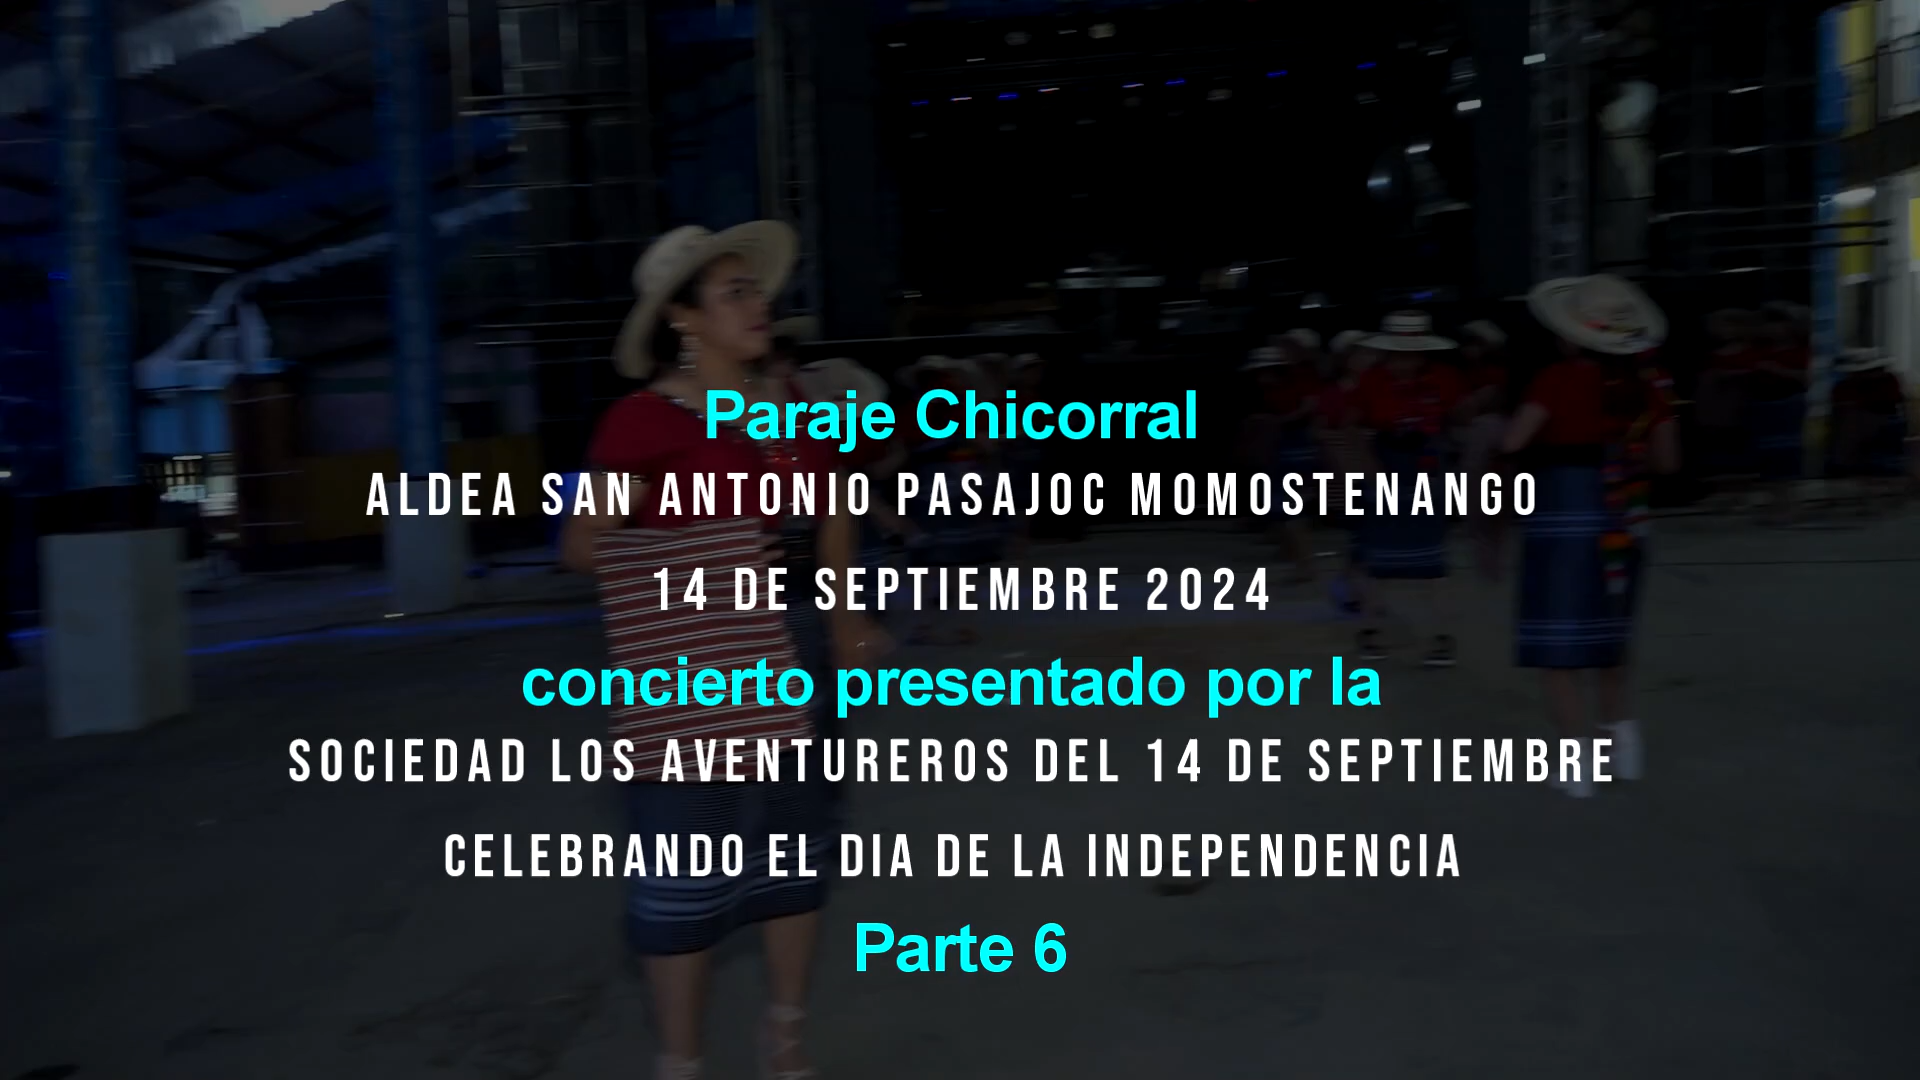 Paraje Chicorral
ALDEA SAN ANTONIO PASAJOC MOMOSTENANGO
14 DE SEPTIEMBRE 2024
concierto presentado por la
SOCIEDAD LOS AVENTUREROS DEL 14 DE SEPTIEMBRE
CELEBRANDO EL DIA DE LA INDEPENDENCIA
Parte 6